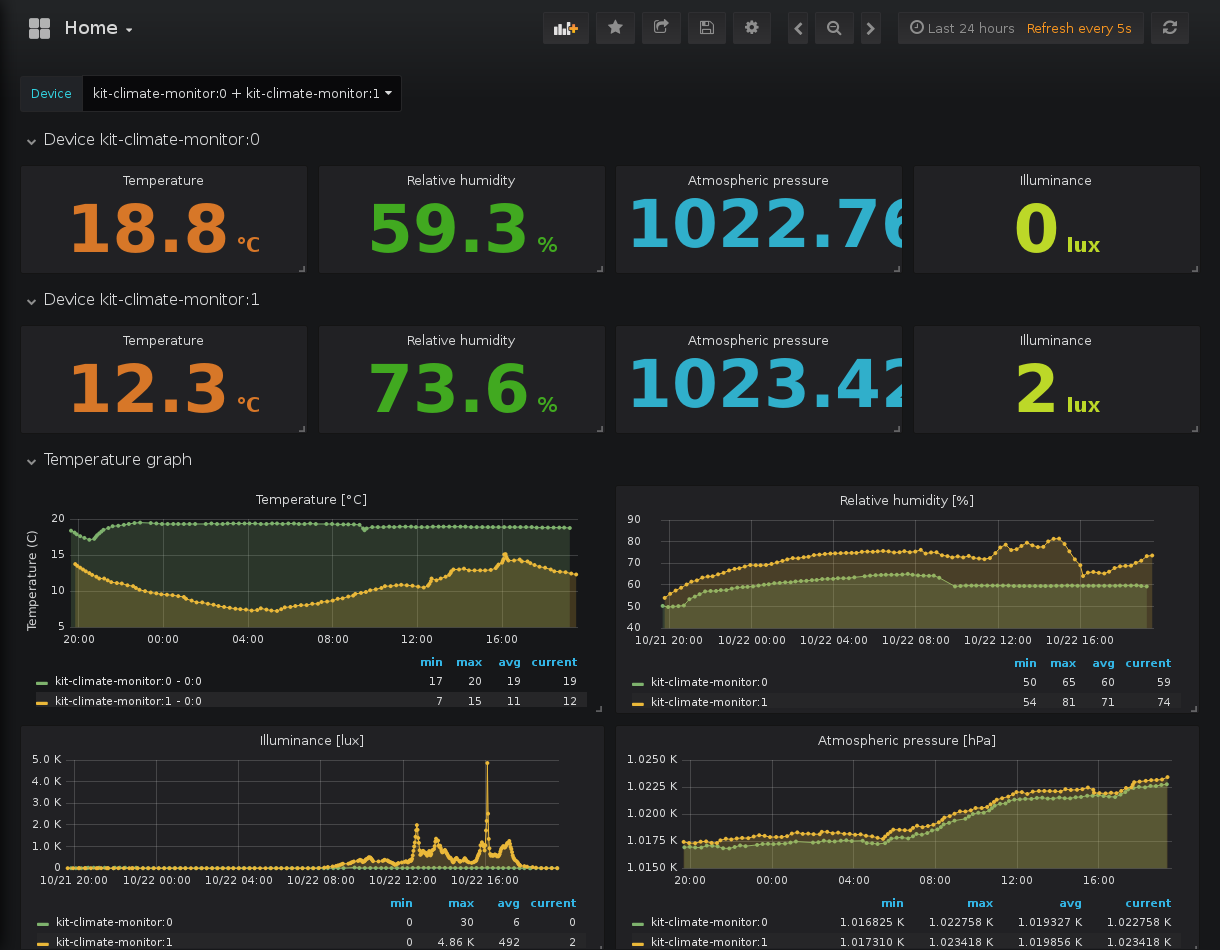 Home
Last 24 hours Refresh every 5s
Device kit-climate-monitor:0 + kit-climate-monitor:1
Device kit-climate-monitor:0
Temperature Relative humidity Atmospheric pressure Illuminance
18.8 °C 59.3 % 1022.76 0 lux
Device kit-climate-monitor:1
Temperature Relative humidity Atmospheric pressure Illuminance
12.3 °C 73.6 % 1023.42 2 lux
Temperature graph
Temperature [°C]
Temperature (C)
20
15
10
5
20:00 00:00 04:00 08:00 12:00 16:00
min max avg current
kit-climate-monitor:0 - 0:0 17 20 19 19
kit-climate-monitor:1 - 0:0 7 15 11 12
Relative humidity [%]
90
80
70
60
50
40
10/21 20:00 10/22 00:00 10/22 04:00 10/22 08:00 10/22 12:00 10/22 16:00
min max avg current
kit-climate-monitor:0 50 65 60 59
kit-climate-monitor:1 54 81 71 74
Illuminance [lux]
5.0 K
4.0 K
3.0 K
2.0 K
1.0 K
0
10/21 20:00 10/22 00:00 10/22 04:00 10/22 08:00 10/22 12:00 10/22 16:00
min max avg current
kit-climate-monitor:0 0 30 6 0
kit-climate-monitor:1 0 4.86 K 492 2
Atmospheric pressure [hPa]
1.0250 K
1.0225 K
1.0200 K
1.0175 K
1.0150 K
20:00 00:00 04:00 08:00 12:00 16:00
min max avg current
kit-climate-monitor:0 1.016825 K 1.022758 K 1.019327 K 1.022758 K
kit-climate-monitor:1 1.017310 K 1.023418 K 1.019856 K 1.023418 K